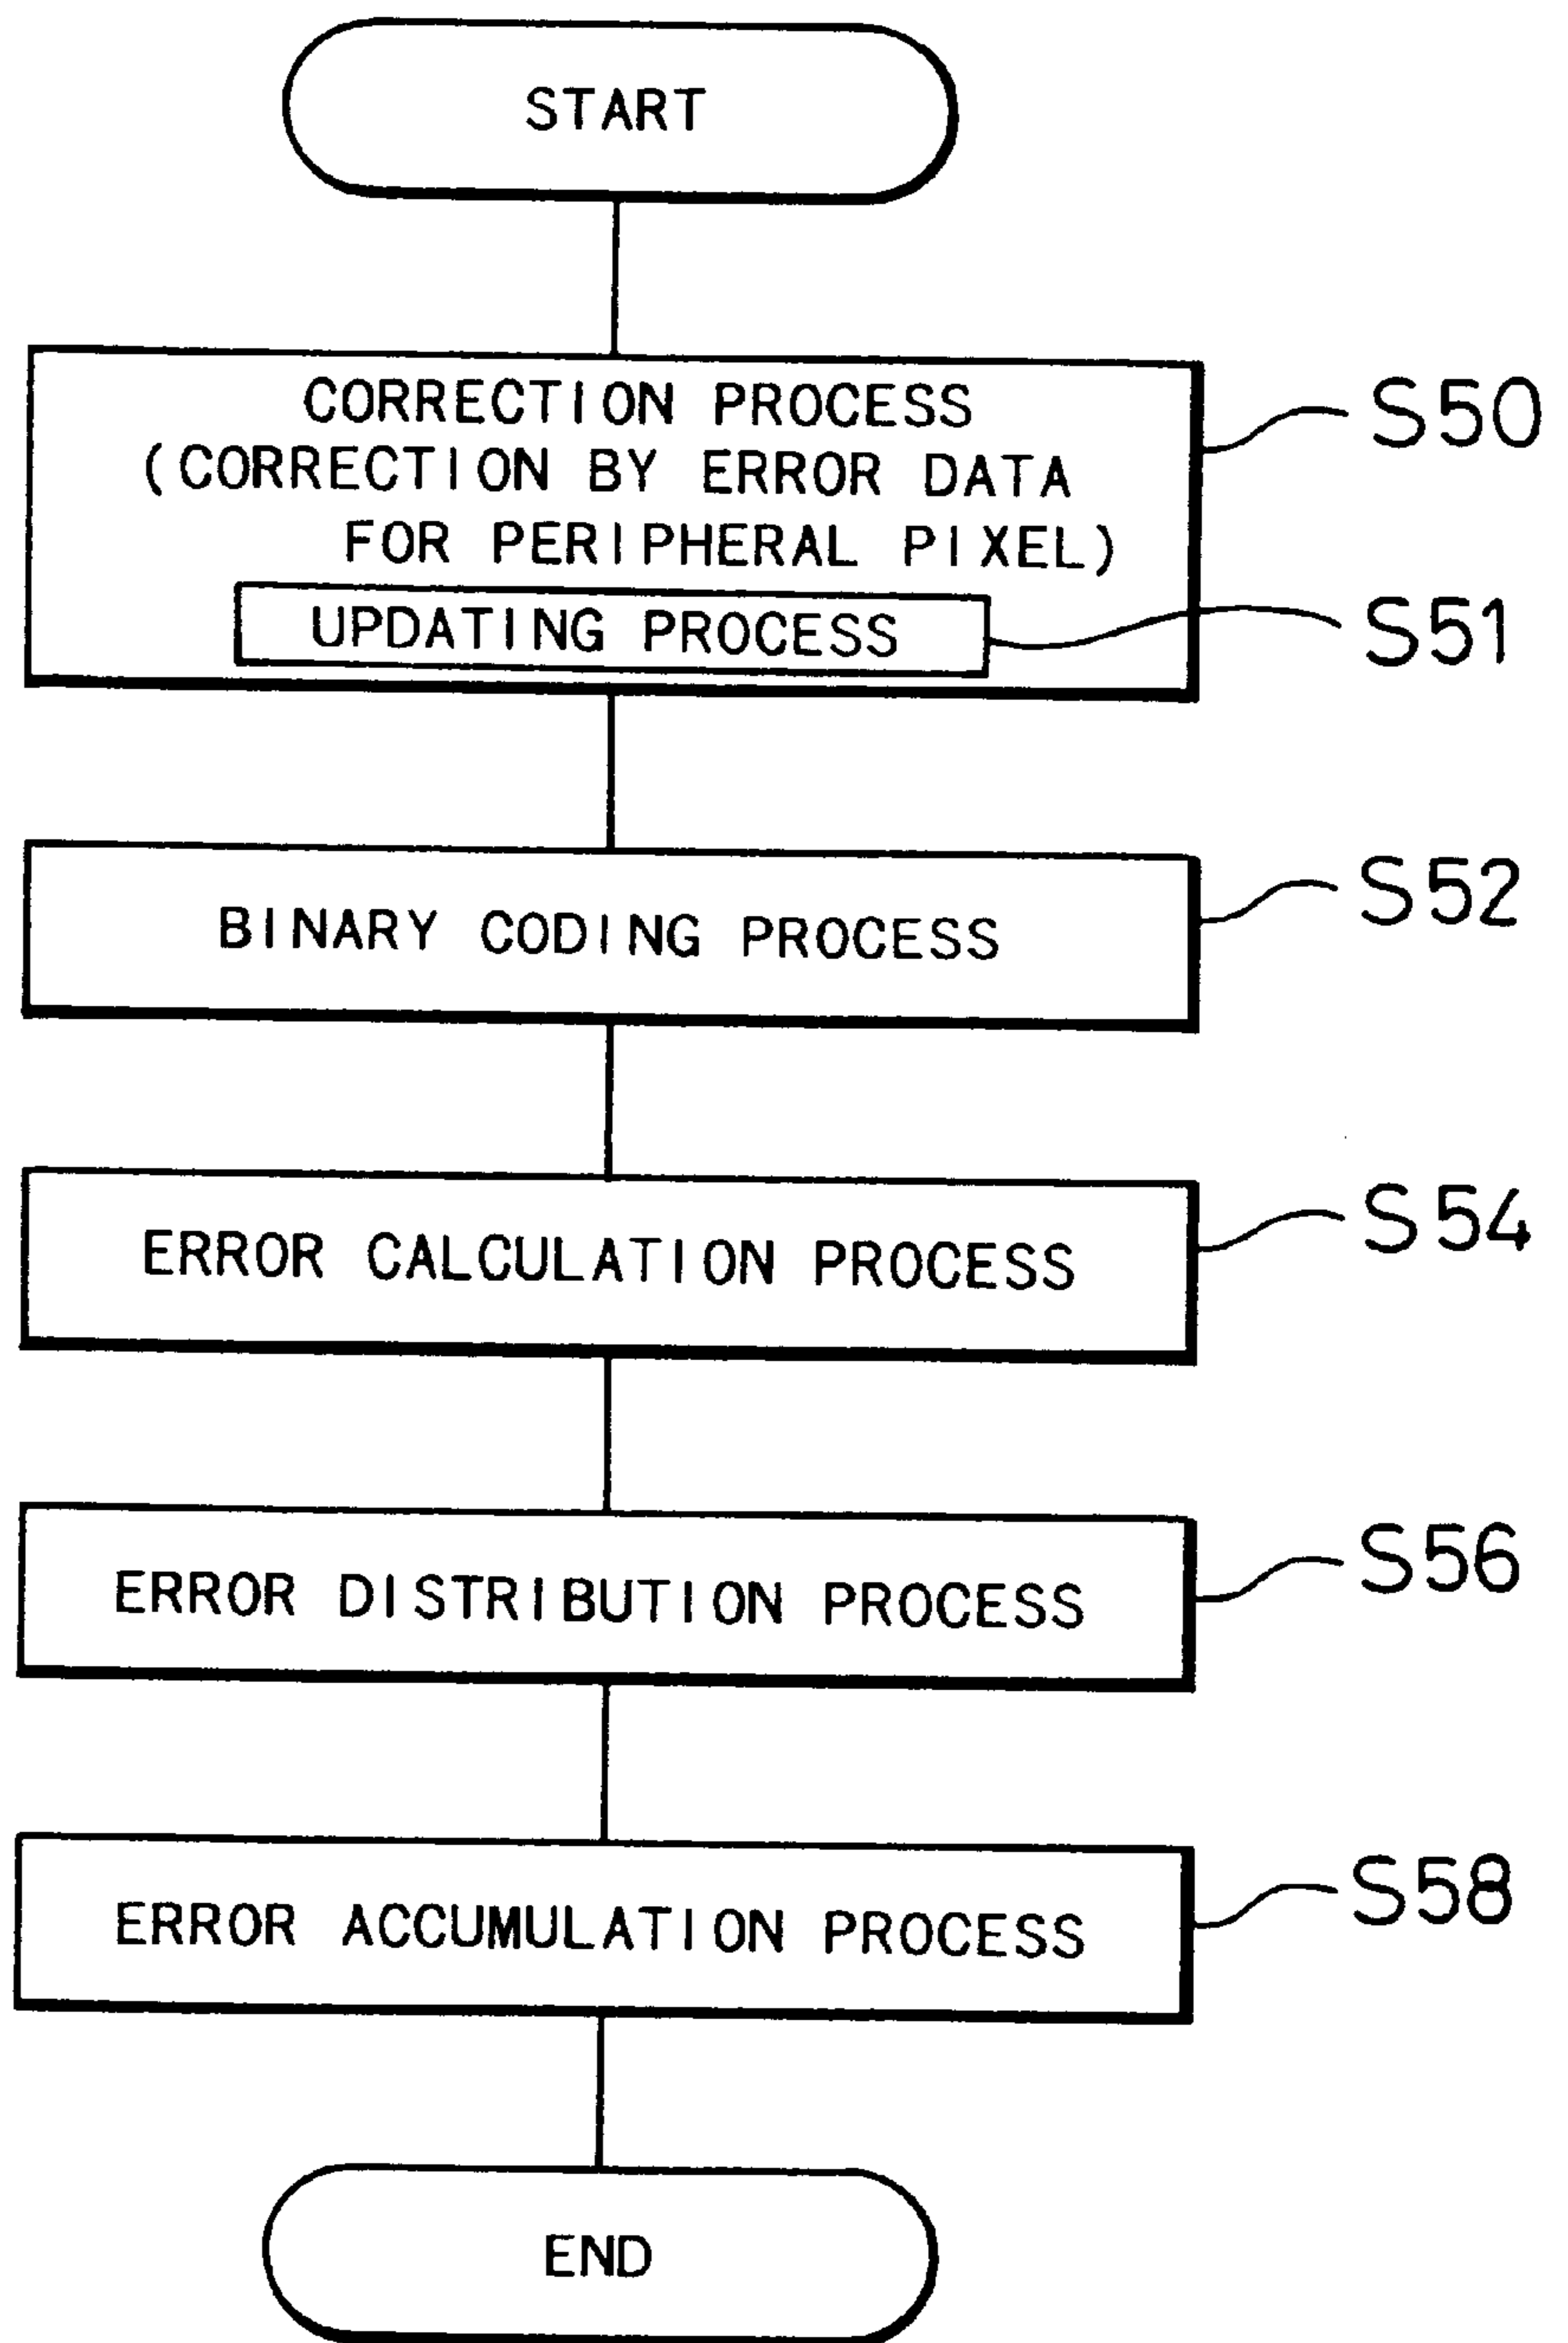 START
CORRECTION PROCESS
(CORRECTION BY ERROR DATA
FOR PERIPHERAL PIXEL)
S50
UPDATING PROCESS
S51
BINARY CODING PROCESS
S52
ERROR CALCULATION PROCESS
S54
ERROR DISTRIBUTION PROCESS
S56
ERROR ACCUMULATION PROCESS
S58
END